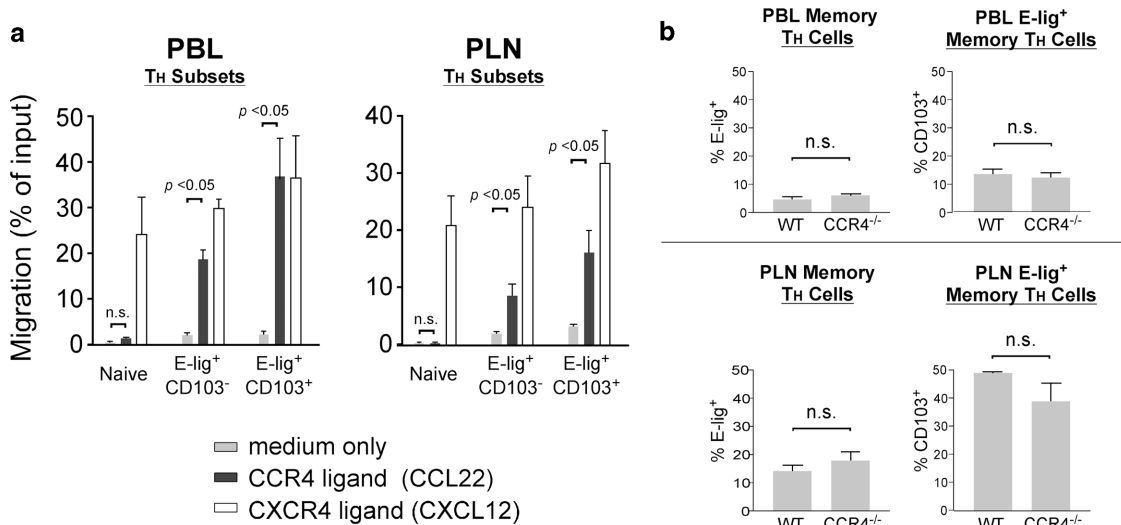 a
PBL
TH Subsets
PLN
TH Subsets
Migration (% of input)
50
40
30
20
10
0
n.s.
p <0.05
p <0.05
Naive
E-lig+
CD103-
E-lig+
CD103+
40
30
20
10
0
n.s.
p <0.05
p <0.05
Naive
E-lig+
CD103-
E-lig+
CD103+
medium only
CCR4 ligand (CCL22)
CXCR4 ligand (CXCL12)
b
PBL Memory
TH Cells
% E-lig+
50
40
30
20
10
0
n.s.
WT CCR4-/-
PBL E-lig+
Memory TH Cells
% CD103+
50
40
30
20
10
0
n.s.
WT CCR4-/-
PLN Memory
TH Cells
% E-lig+
50
40
30
20
10
0
n.s.
WT CCR4-/-
PLN E-lig+
Memory TH Cells
% CD103+
50
40
30
20
10
0
n.s.
WT CCR4-/-